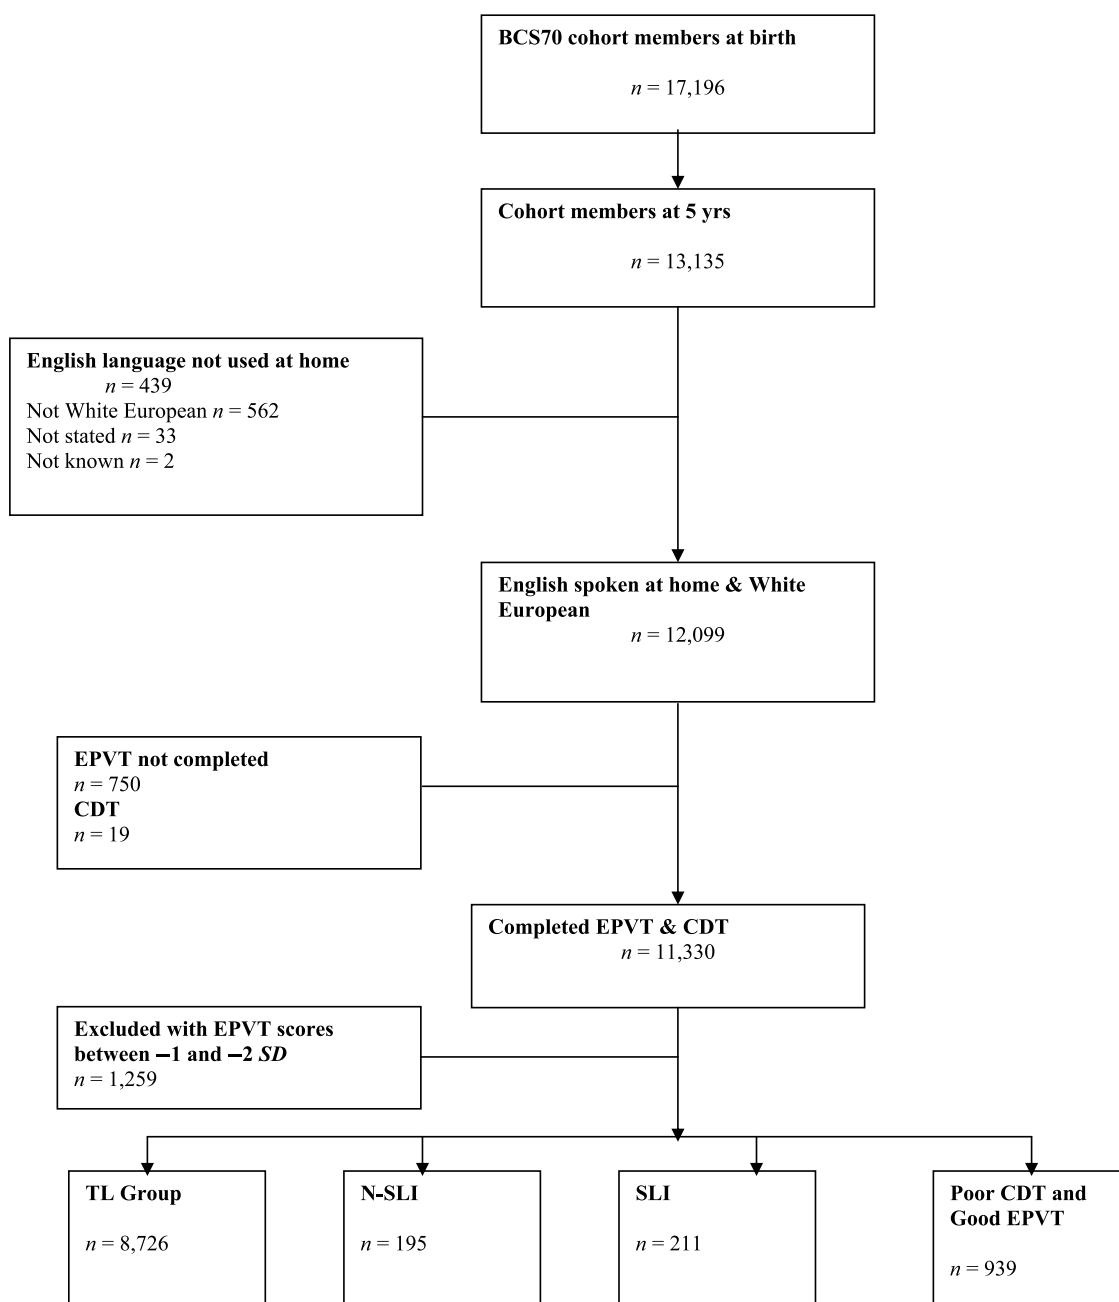 BCS70 cohort members at birth
n = 17,196
Cohort members at 5 yrs
n = 13,135
English language not used at home
n = 439
Not White European n = 562
Not stated n = 33
Not known n = 2
English spoken at home & White
European
n = 12,099
EPVT not completed
n = 750
CDT
n = 19
Completed EPVT & CDT
n = 11,330
Excluded with EPVT scores
between −1 and −2 SD
n = 1,259
TL Group
n = 8,726
N-SLI
n = 195
SLI
n = 211
Poor CDT and
Good EPVT
n = 939